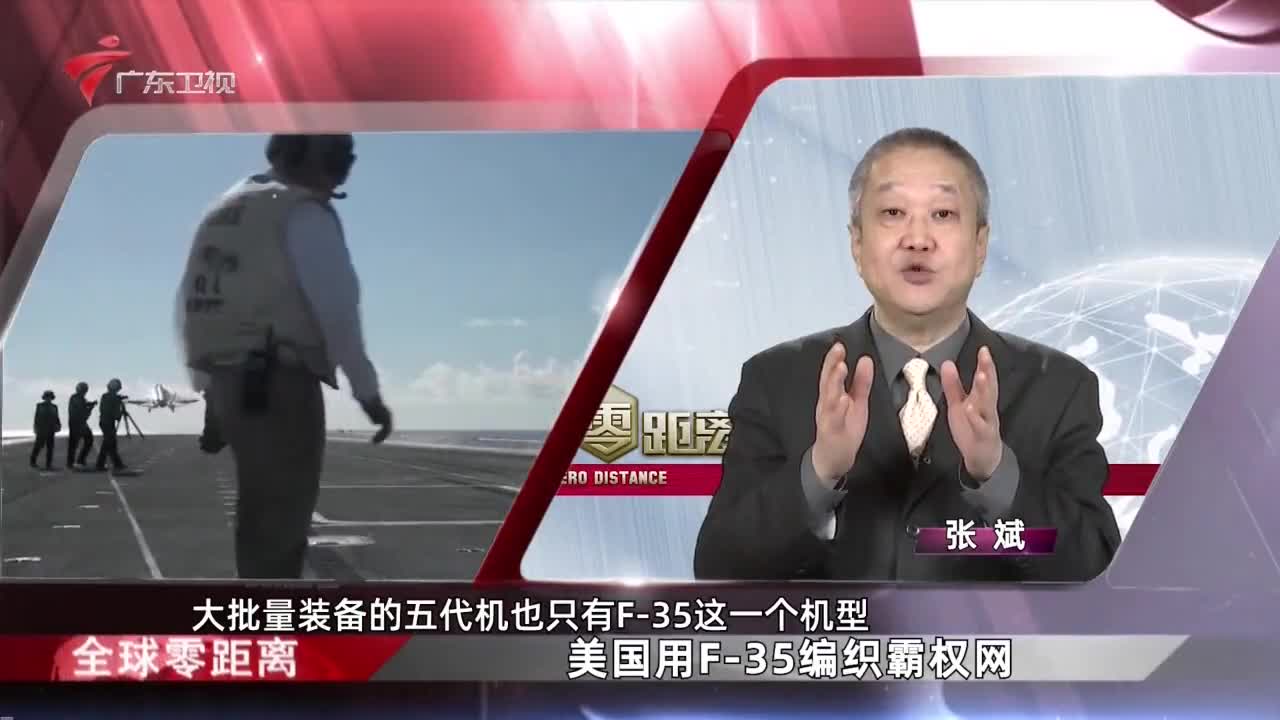 广东卫视
零距离
ERO DISTANCE
张 斌
大批量装备的五代机也只有F-35这一个机型
全球零距离
美国用F-35编织霸权网